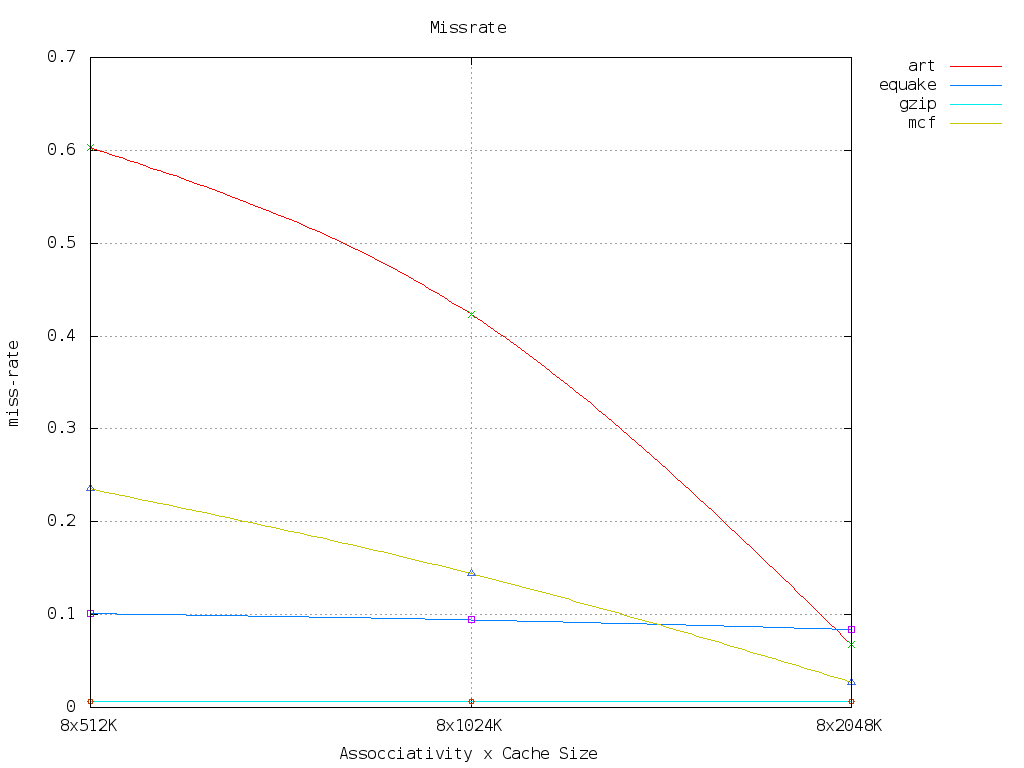 Missrate
0.7
0.6
0.5
0.4
0.3
0.2
0.1
0
miss-rate
8x512K
8x1024K
8x2048K
Assocciativity x Cache Size
art
equake
gzip
mcf